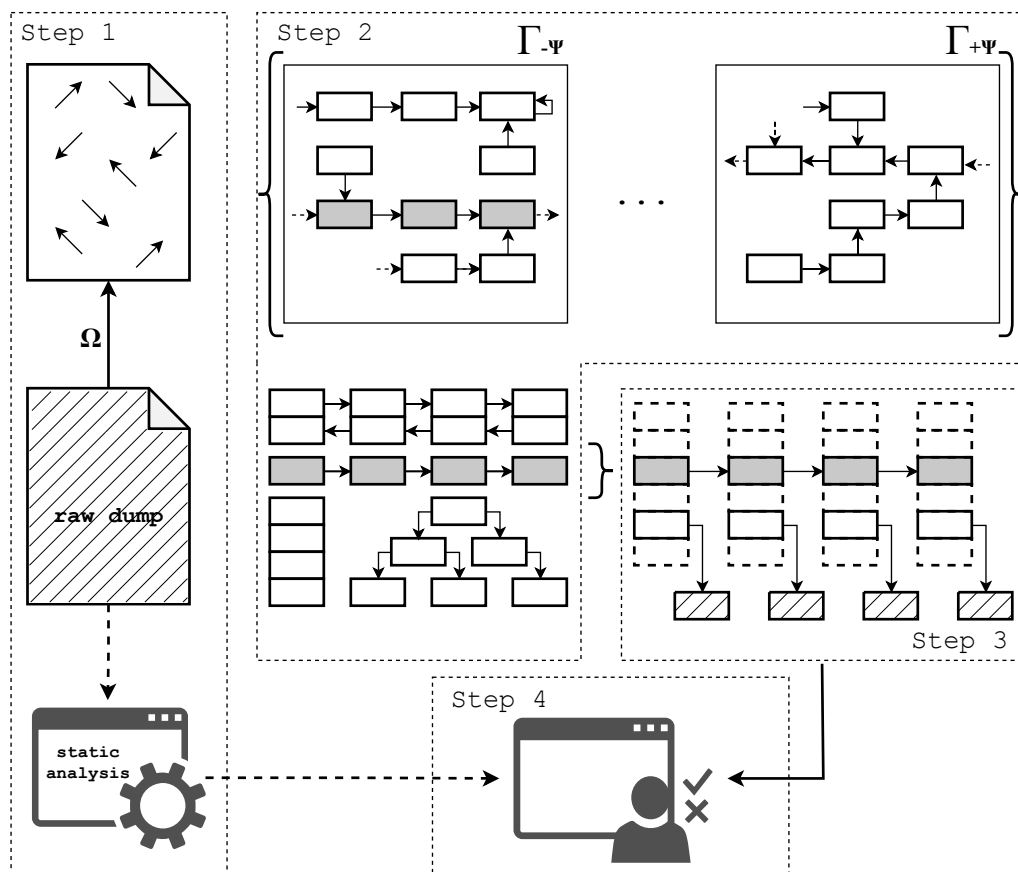 Step 1
Ω
raw dump
static
analysis
Step 2
Γ-Ψ
Γ+Ψ
. . .
Step 3
Step 4